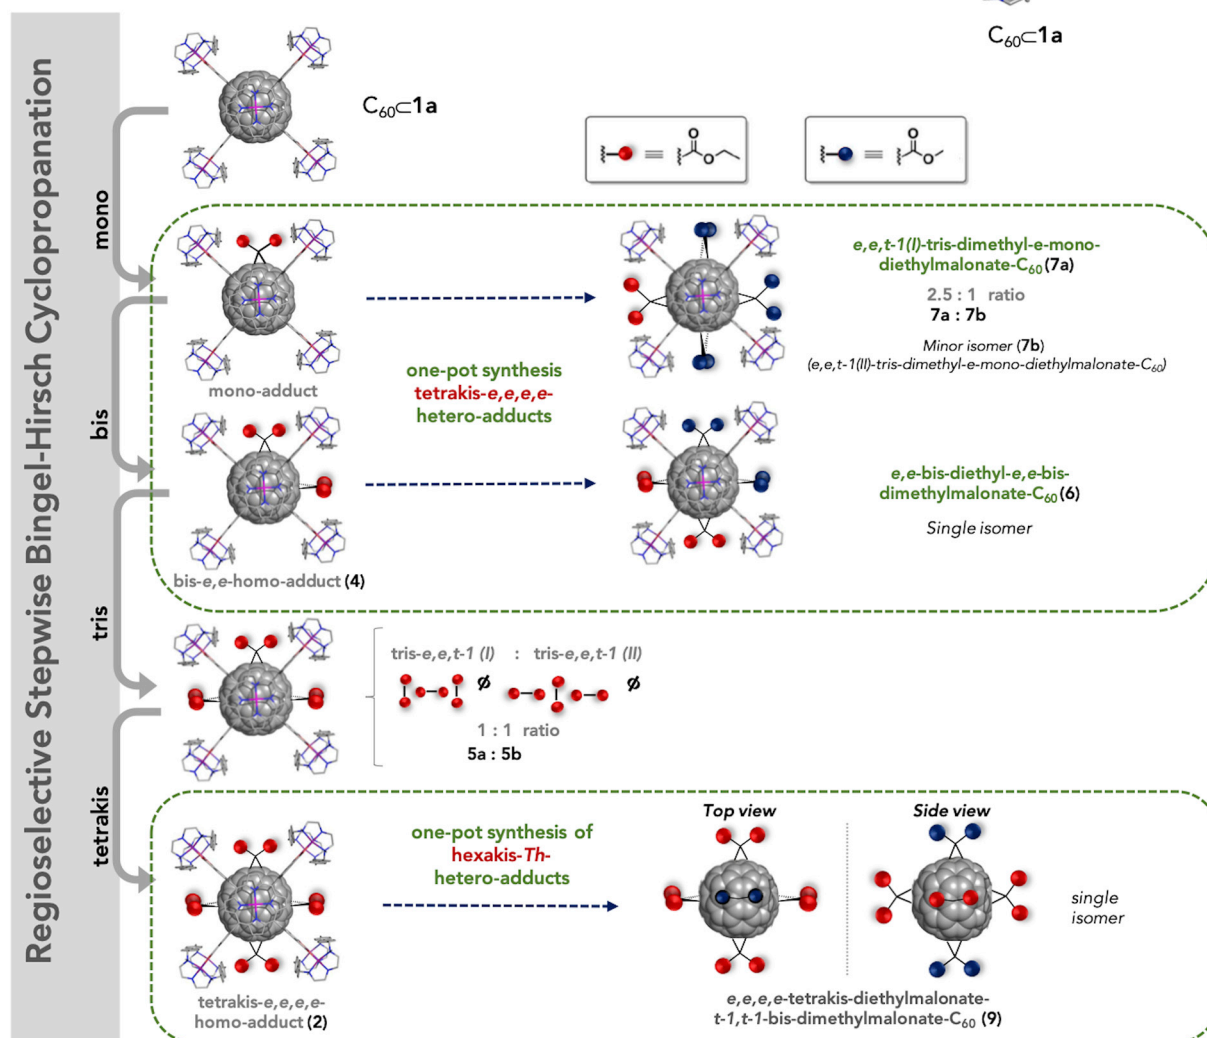 C60⊂1a
Regioselective Stepwise Bingel-Hirsch Cyclopropanation
C60⊂1a
O
O
O
O
mono
mono-adduct
one-pot synthesis
tetrakis-e,e,e,e-
hetero-adducts
e,e,t-1(I)-tris-dimethyl-e-mono-
diethylmalonate-C60 (7a)
2.5 : 1 ratio
7a : 7b
Minor isomer (7b)
(e,e,t-1(II)-tris-dimethyl-e-mono-diethylmalonate-C60)
bis
bis-e,e-homo-adduct (4)
e,e-bis-diethyl-e,e-bis-
dimethylmalonate-C60 (6)
Single isomer
tris
tris-e,e,t-1 (I) : tris-e,e,t-1 (II)
1 : 1 ratio
5a : 5b
tetrakis
tetrakis-e,e,e,e-
homo-adduct (2)
one-pot synthesis of
hexakis-Th-
hetero-adducts
Top view
Side view
single
isomer
e,e,e,e-tetrakis-diethylmalonate-
t-1,t-1-bis-dimethylmalonate-C60 (9)